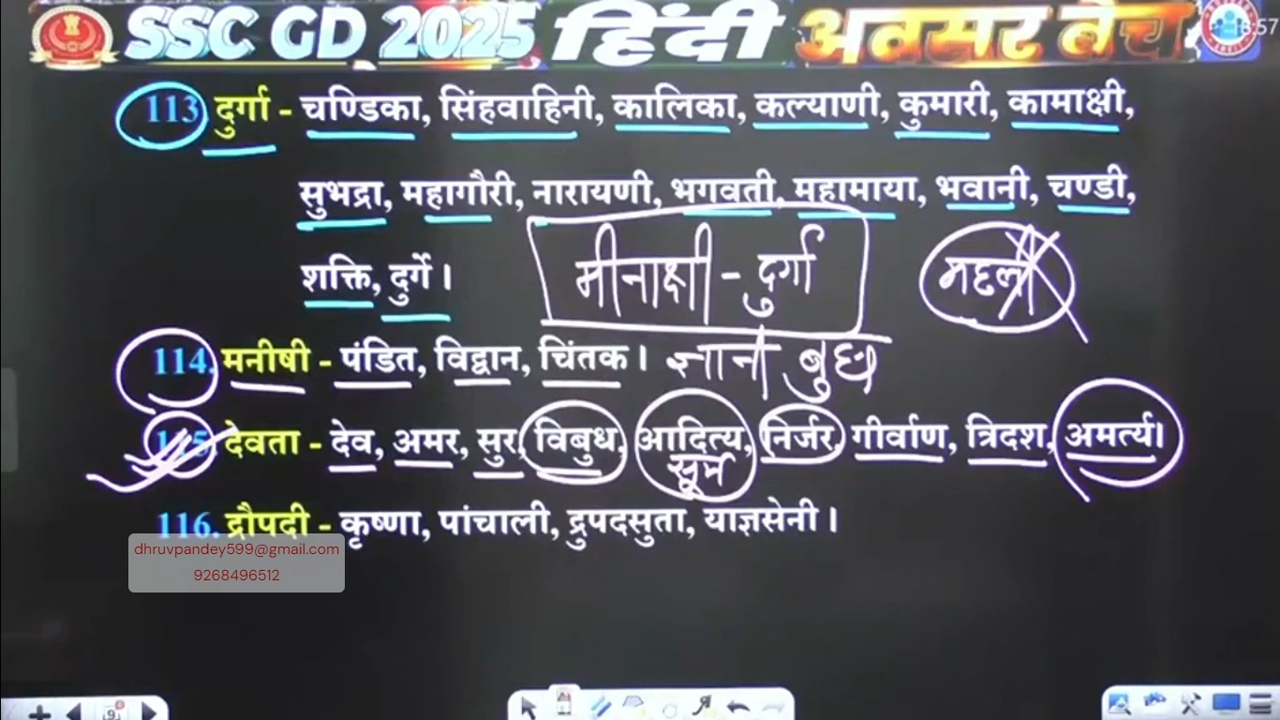 SSC GD 2025 हिंदी अवसर बैच
:57
113 दुर्गा - चण्डिका, सिंहवाहिनी, कालिका, कल्याणी, कुमारी, कामाक्षी,
सुभद्रा, महागौरी, नारायणी, भगवती, महामाया, भवानी, चण्डी,
शक्ति, दुर्गे।
मीनाक्षी - दुर्गा
114. मनीषी - पंडित, विद्वान, चिंतक।
देवता - देव, अमर, सुर, विबुध, आदित्य, निर्जर, गीर्वाण, त्रिदश, अमर्त्य।
सूर्य
116. द्रौपदी - कृष्णा, पांचाली, द्रुपदसुता, याज्ञसेनी।
dhruvpandey599@gmail.com
9268496512